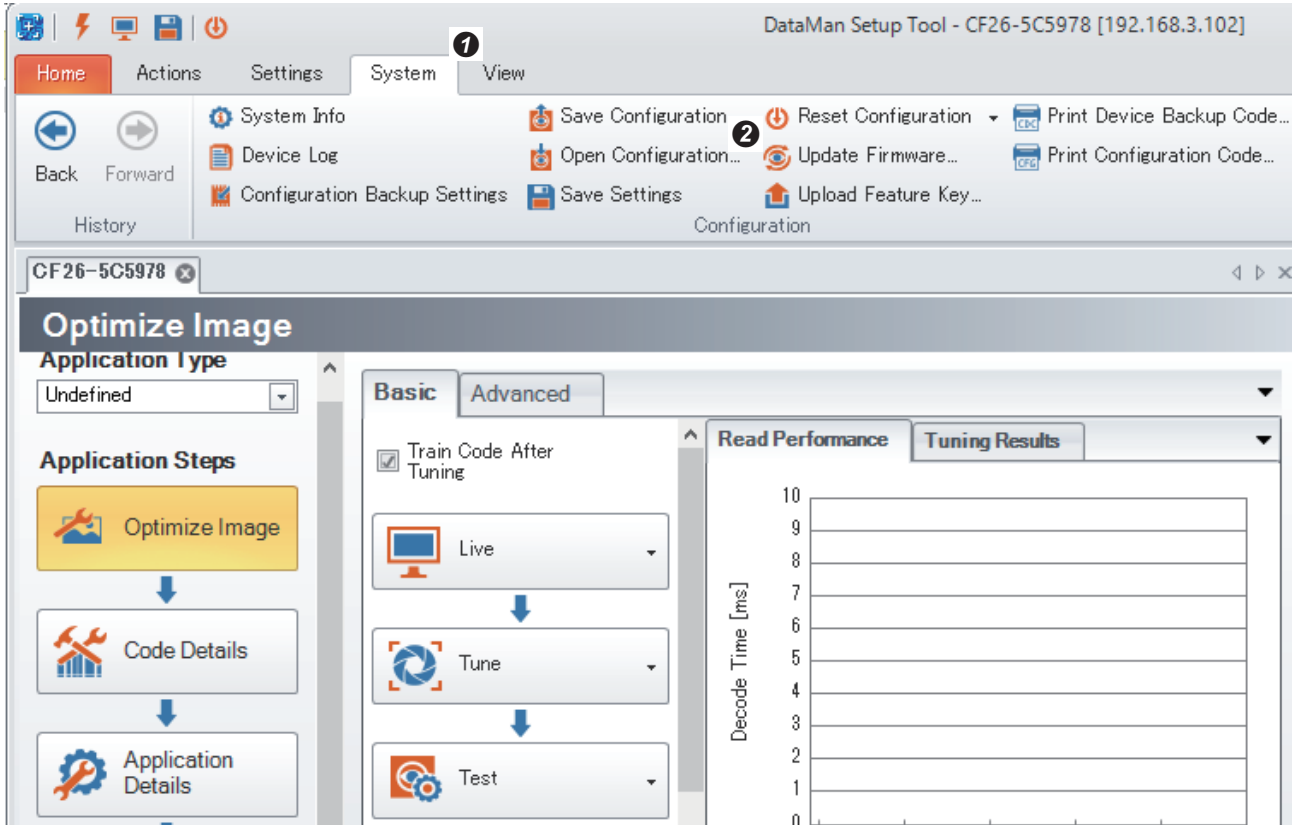 DataMan Setup Tool - CF26-5C5978 [192.168.3.102]
1
Home Actions Settings System View
System Info
Device Log
Configuration Backup Settings
Save Configuration
Open Configuration...
Save Settings
2
Reset Configuration
Update Firmware...
Upload Feature Key...
Print Device Backup Code...
Print Configuration Code...
Back Forward
History
Configuration
CF26-5C5978
Optimize Image
Application Type
Undefined
Application Steps
Optimize Image
Code Details
Application
Details
Basic Advanced
Train Code After
Tuning
Live
Tune
Test
Read Performance Tuning Results
Decode Time [ms]
10
9
8
7
6
5
4
3
2
1
0